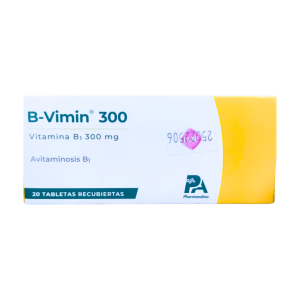 B-Vimin® 300
Vitamina B₁ 300 mg
Avitaminosis B₁
20 TABLETAS RECUBIERTAS
PA
Pharmandina